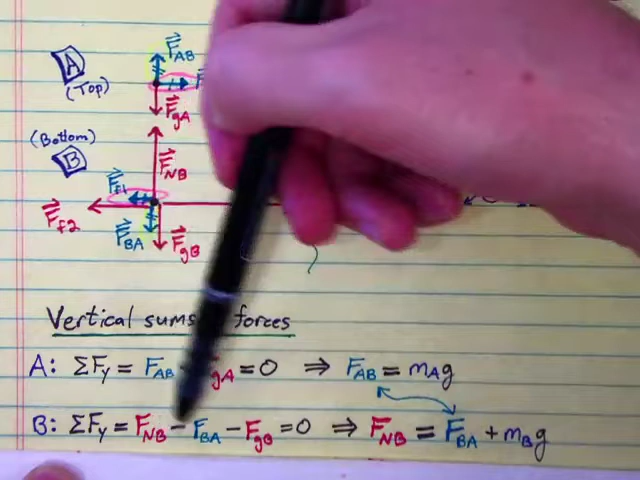 A
F⃗AB
(Top)
F
F⃗gA
(Bottom)
B
F⃗NB
F⃗f1
F⃗f2
F⃗BA
F⃗gB
Vertical sums forces
A: ΣFy = FAB FgA = 0 ⇒ FAB = mAg
B: ΣFy = FNB − FBA − FgB = 0 ⇒ FNB = FBA + mBg